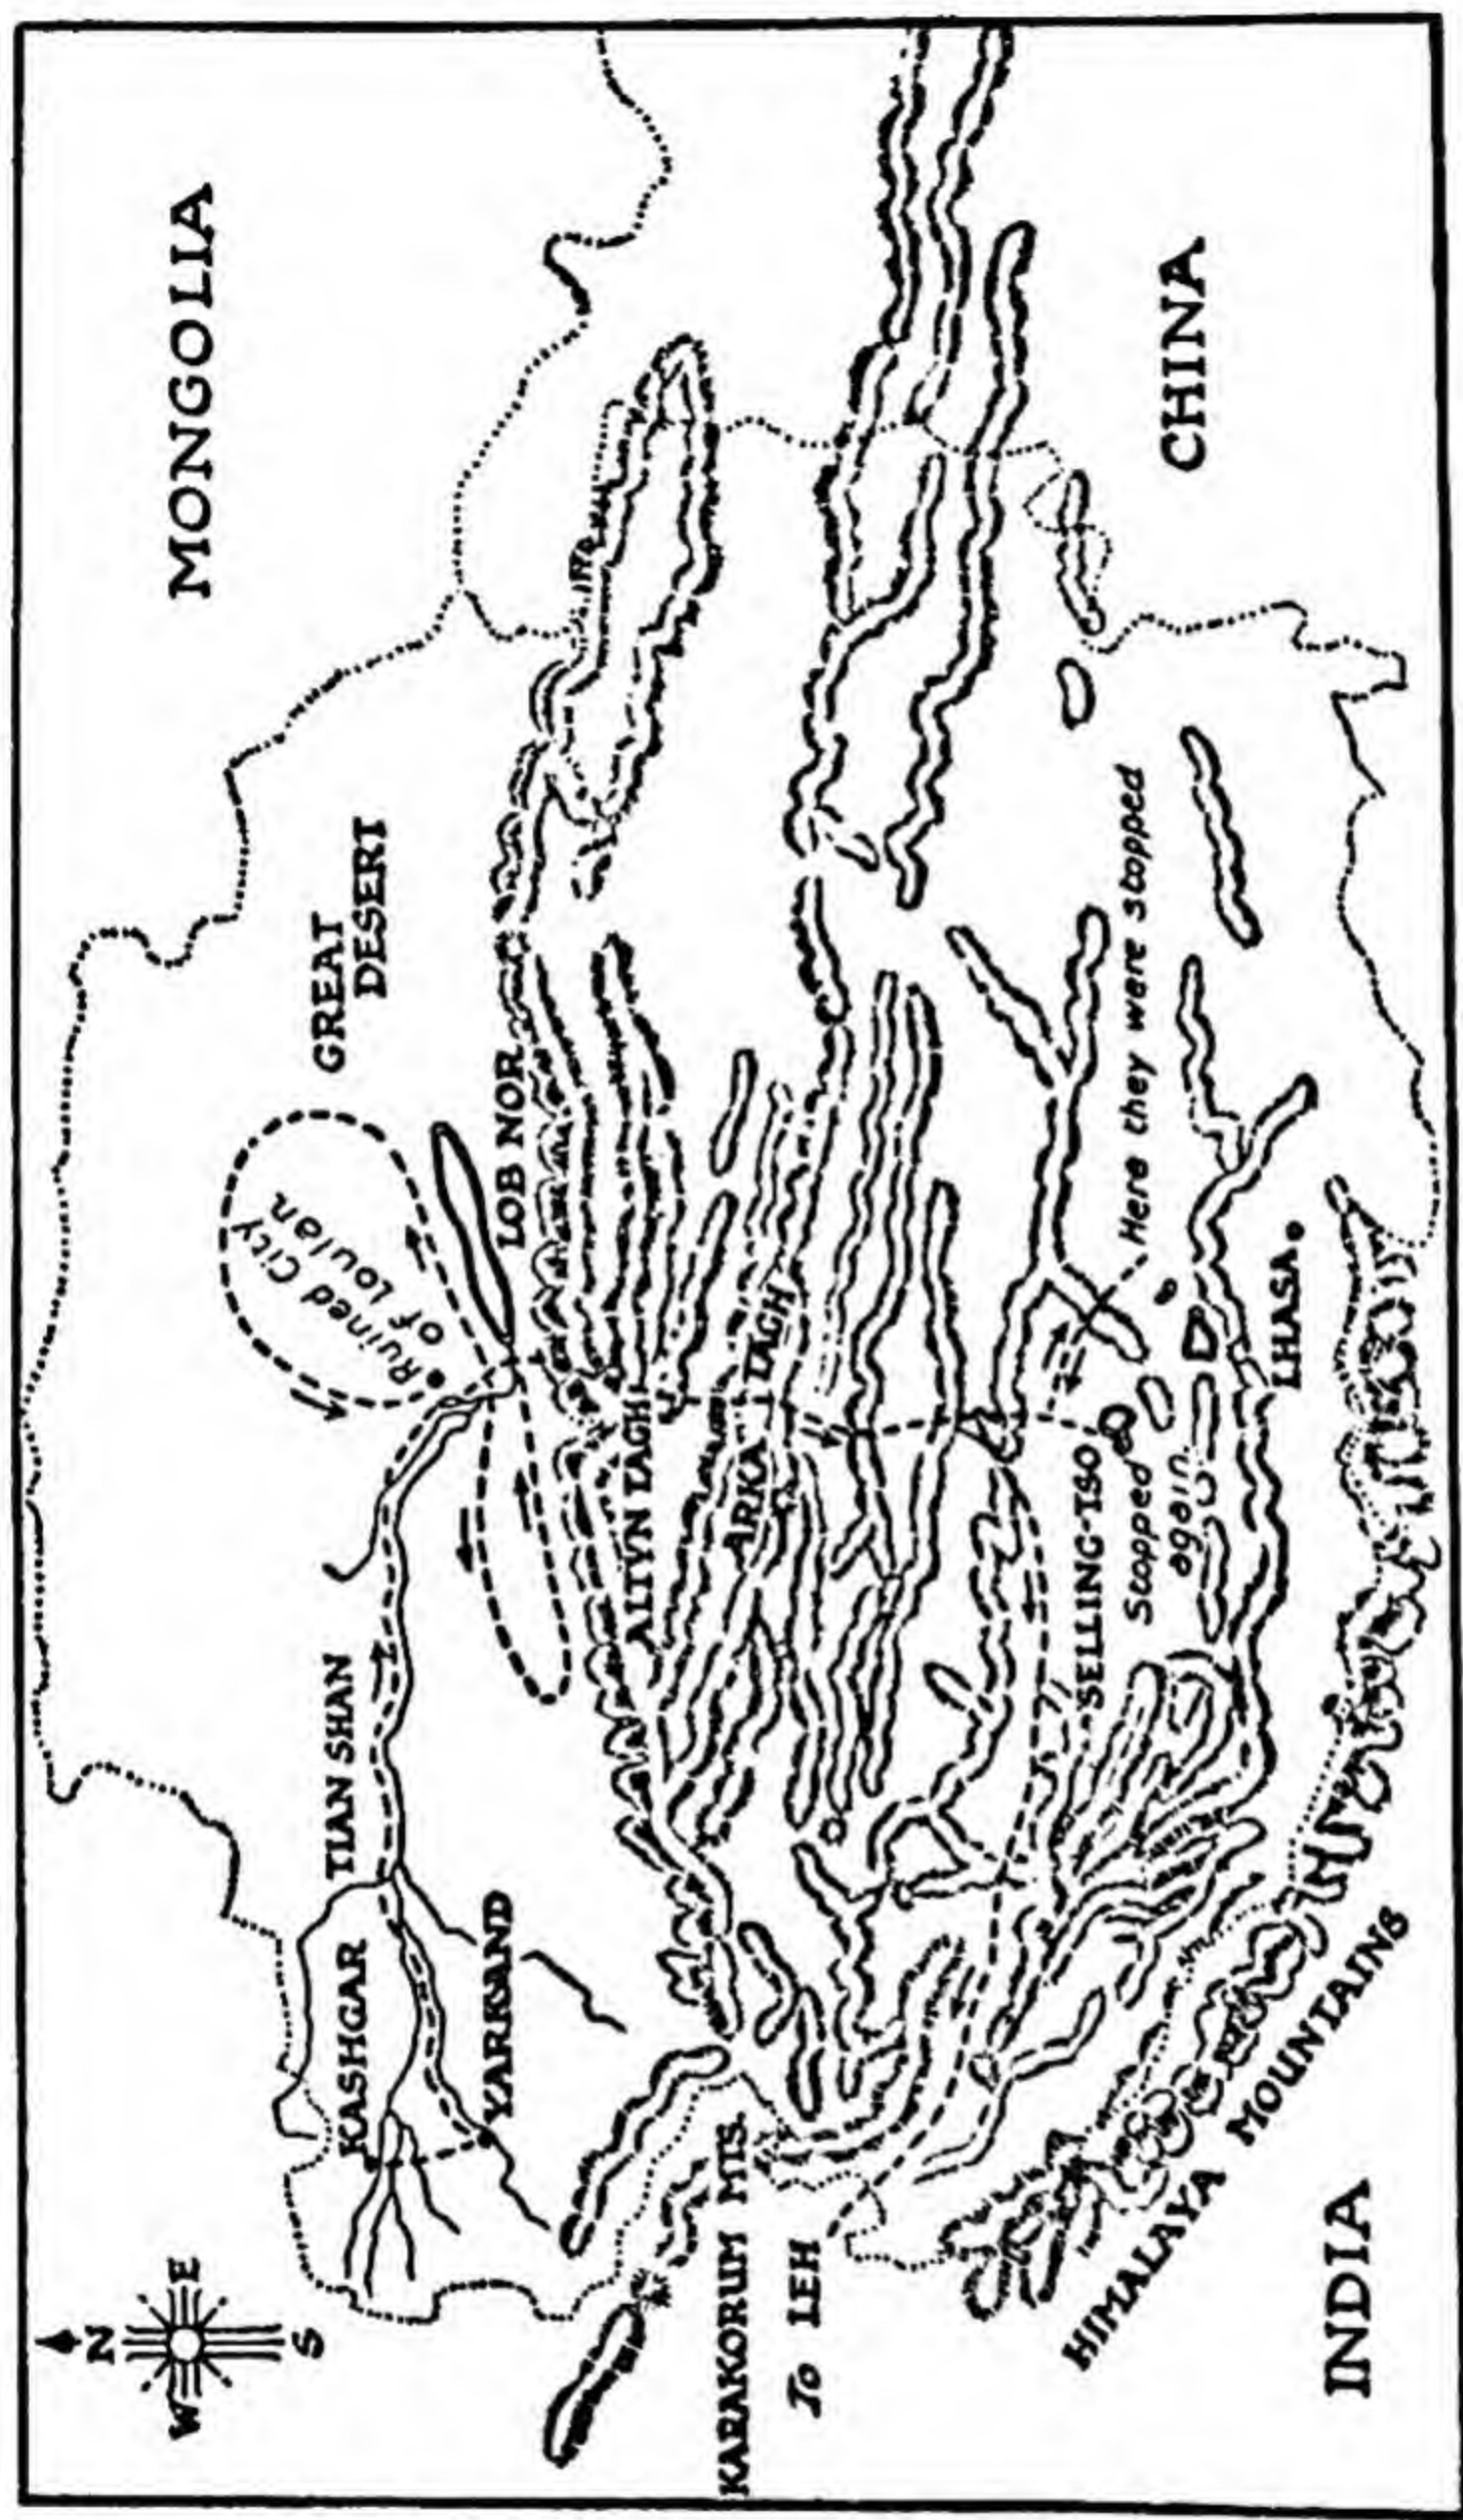 N
W E
S
MONGOLIA
GREAT
DESERT
Ruined City
of Loulan
LOB NOR
TIAN SHAN
KASHGAR
YARKAND
ALTYN TAGH
ARKA TAGH
KARAKORUM MTS.
To LEH
SELLING-TSO
Stopped
again
Here they were stopped
LHASA
CHINA
HIMALAYA MOUNTAINS
INDIA